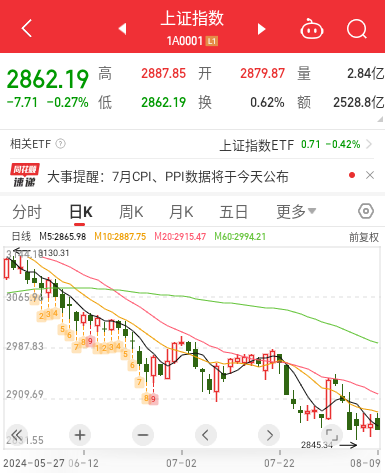 上证指数
1A0001 L1
2862.19 高 2887.85 开 2879.87 量 2.84亿
-7.71 -0.27% 低 2862.19 换 0.62% 额 2528.8亿
相关ETF ? 上证指数ETF 0.71 -0.42%
同花顺
速递 大事提醒：7月CPI、PPI数据将于今天公布
分时 日K 周K 月K 五日 更多
日线 M5:2865.98 M10:2887.75 M20:2915.47 M60:2994.21 前复权
3130.31
3065.96
2987.83
2909.69
2845.34
2024-05-27 06-12 07-02 07-22 08-09